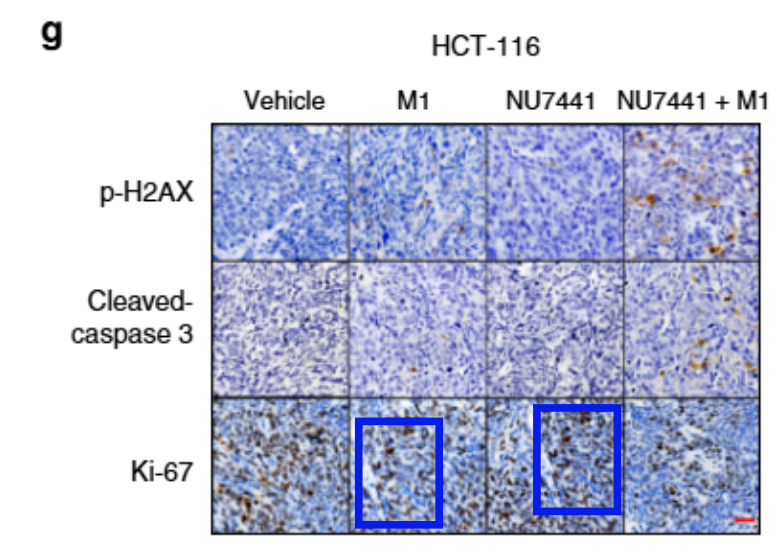 g
HCT-116
Vehicle M1 NU7441 NU7441 + M1
p-H2AX
Cleaved-
caspase 3
Ki-67